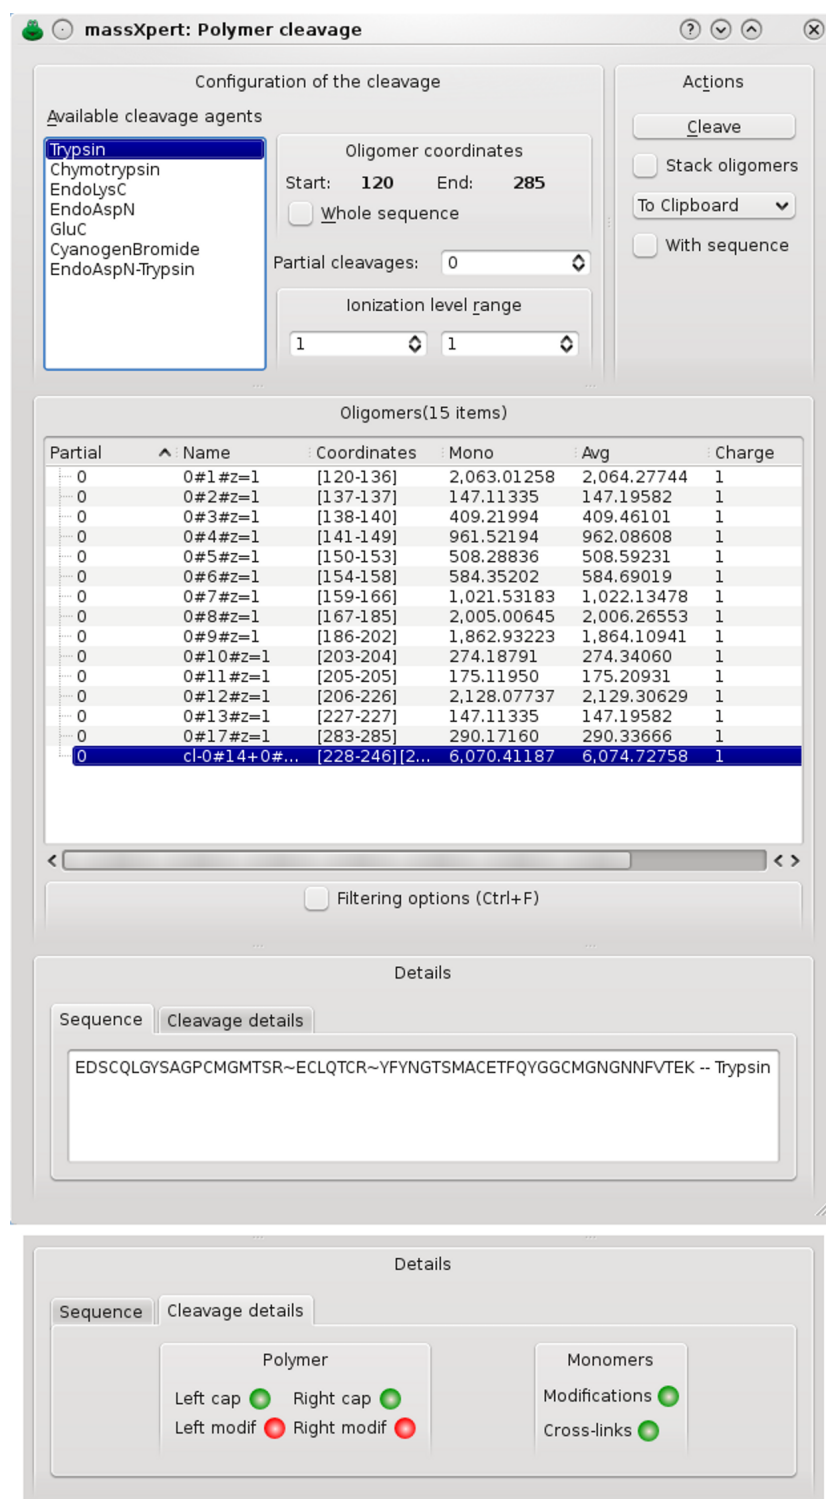 massXpert: Polymer cleavage
Configuration of the cleavage
Available cleavage agents
Trypsin
Chymotrypsin
EndoLysC
EndoAspN
GluC
CyanogenBromide
EndoAspN-Trypsin
Oligomer coordinates
Start: 120 End: 285
Whole sequence
Partial cleavages: 0
Ionization level range
1 1
Actions
Cleave
Stack oligomers
To Clipboard
With sequence
Oligomers(15 items)
Partial Name Coordinates Mono Avg Charge
0 0#1#z=1 [120-136] 2,063.01258 2,064.27744 1
0 0#2#z=1 [137-137] 147.11335 147.19582 1
0 0#3#z=1 [138-140] 409.21994 409.46101 1
0 0#4#z=1 [141-149] 961.52194 962.08608 1
0 0#5#z=1 [150-153] 508.28836 508.59231 1
0 0#6#z=1 [154-158] 584.35202 584.69019 1
0 0#7#z=1 [159-166] 1,021.53183 1,022.13478 1
0 0#8#z=1 [167-185] 2,005.00645 2,006.26553 1
0 0#9#z=1 [186-202] 1,862.93223 1,864.10941 1
0 0#10#z=1 [203-204] 274.18791 274.34060 1
0 0#11#z=1 [205-205] 175.11950 175.20931 1
0 0#12#z=1 [206-226] 2,128.07737 2,129.30629 1
0 0#13#z=1 [227-227] 147.11335 147.19582 1
0 0#17#z=1 [283-285] 290.17160 290.33666 1
0 cl-0#14+0#... [228-246][2... 6,070.41187 6,074.72758 1
Filtering options (Ctrl+F)
Details
Sequence Cleavage details
EDSCQLGYSAGPCMGMTSR~ECLQTCR~YFYNGTSMACETFQYGGCMGNGNNFVTEK -- Trypsin
Details
Sequence Cleavage details
Polymer
Left cap Right cap
Left modif Right modif
Monomers
Modifications
Cross-links